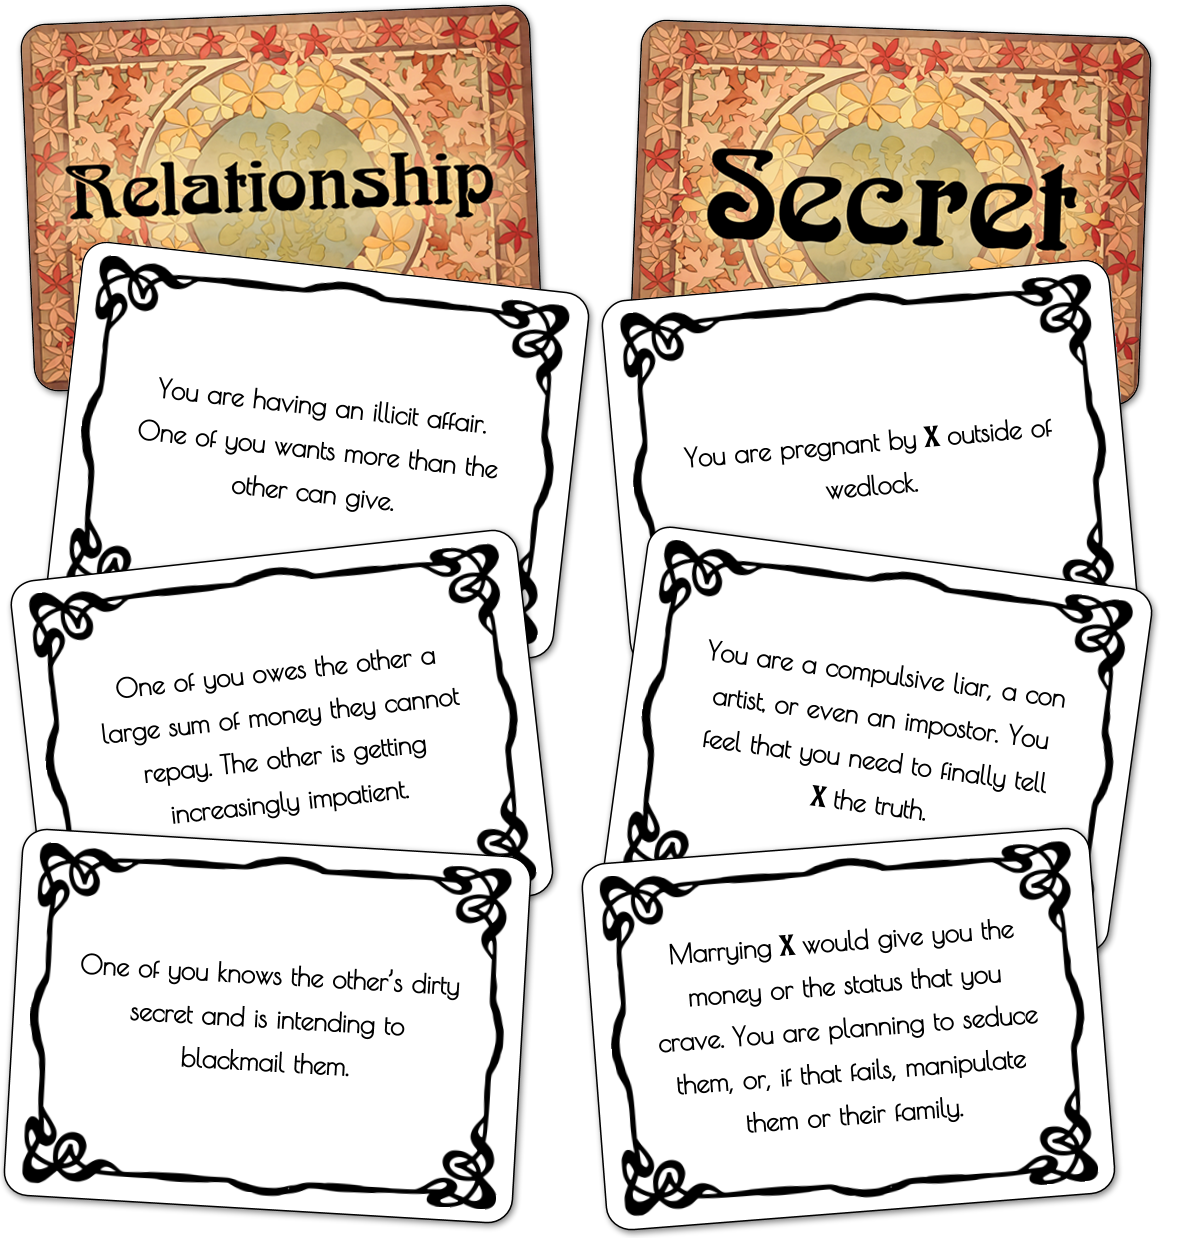 Relationship
You are having an illicit affair.
One of you wants more than the
other can give.
One of you owes the other a
large sum of money they cannot
repay. The other is getting
increasingly impatient.
One of you knows the other's dirty
secret and is intending to
blackmail them.
Secret
You are pregnant by X outside of
wedlock.
You are a compulsive liar, a con
artist, or even an impostor. You
feel that you need to finally tell
X the truth.
Marrying X would give you the
money or the status that you
crave. You are planning to seduce
them, or, if that fails, manipulate
them or their family.